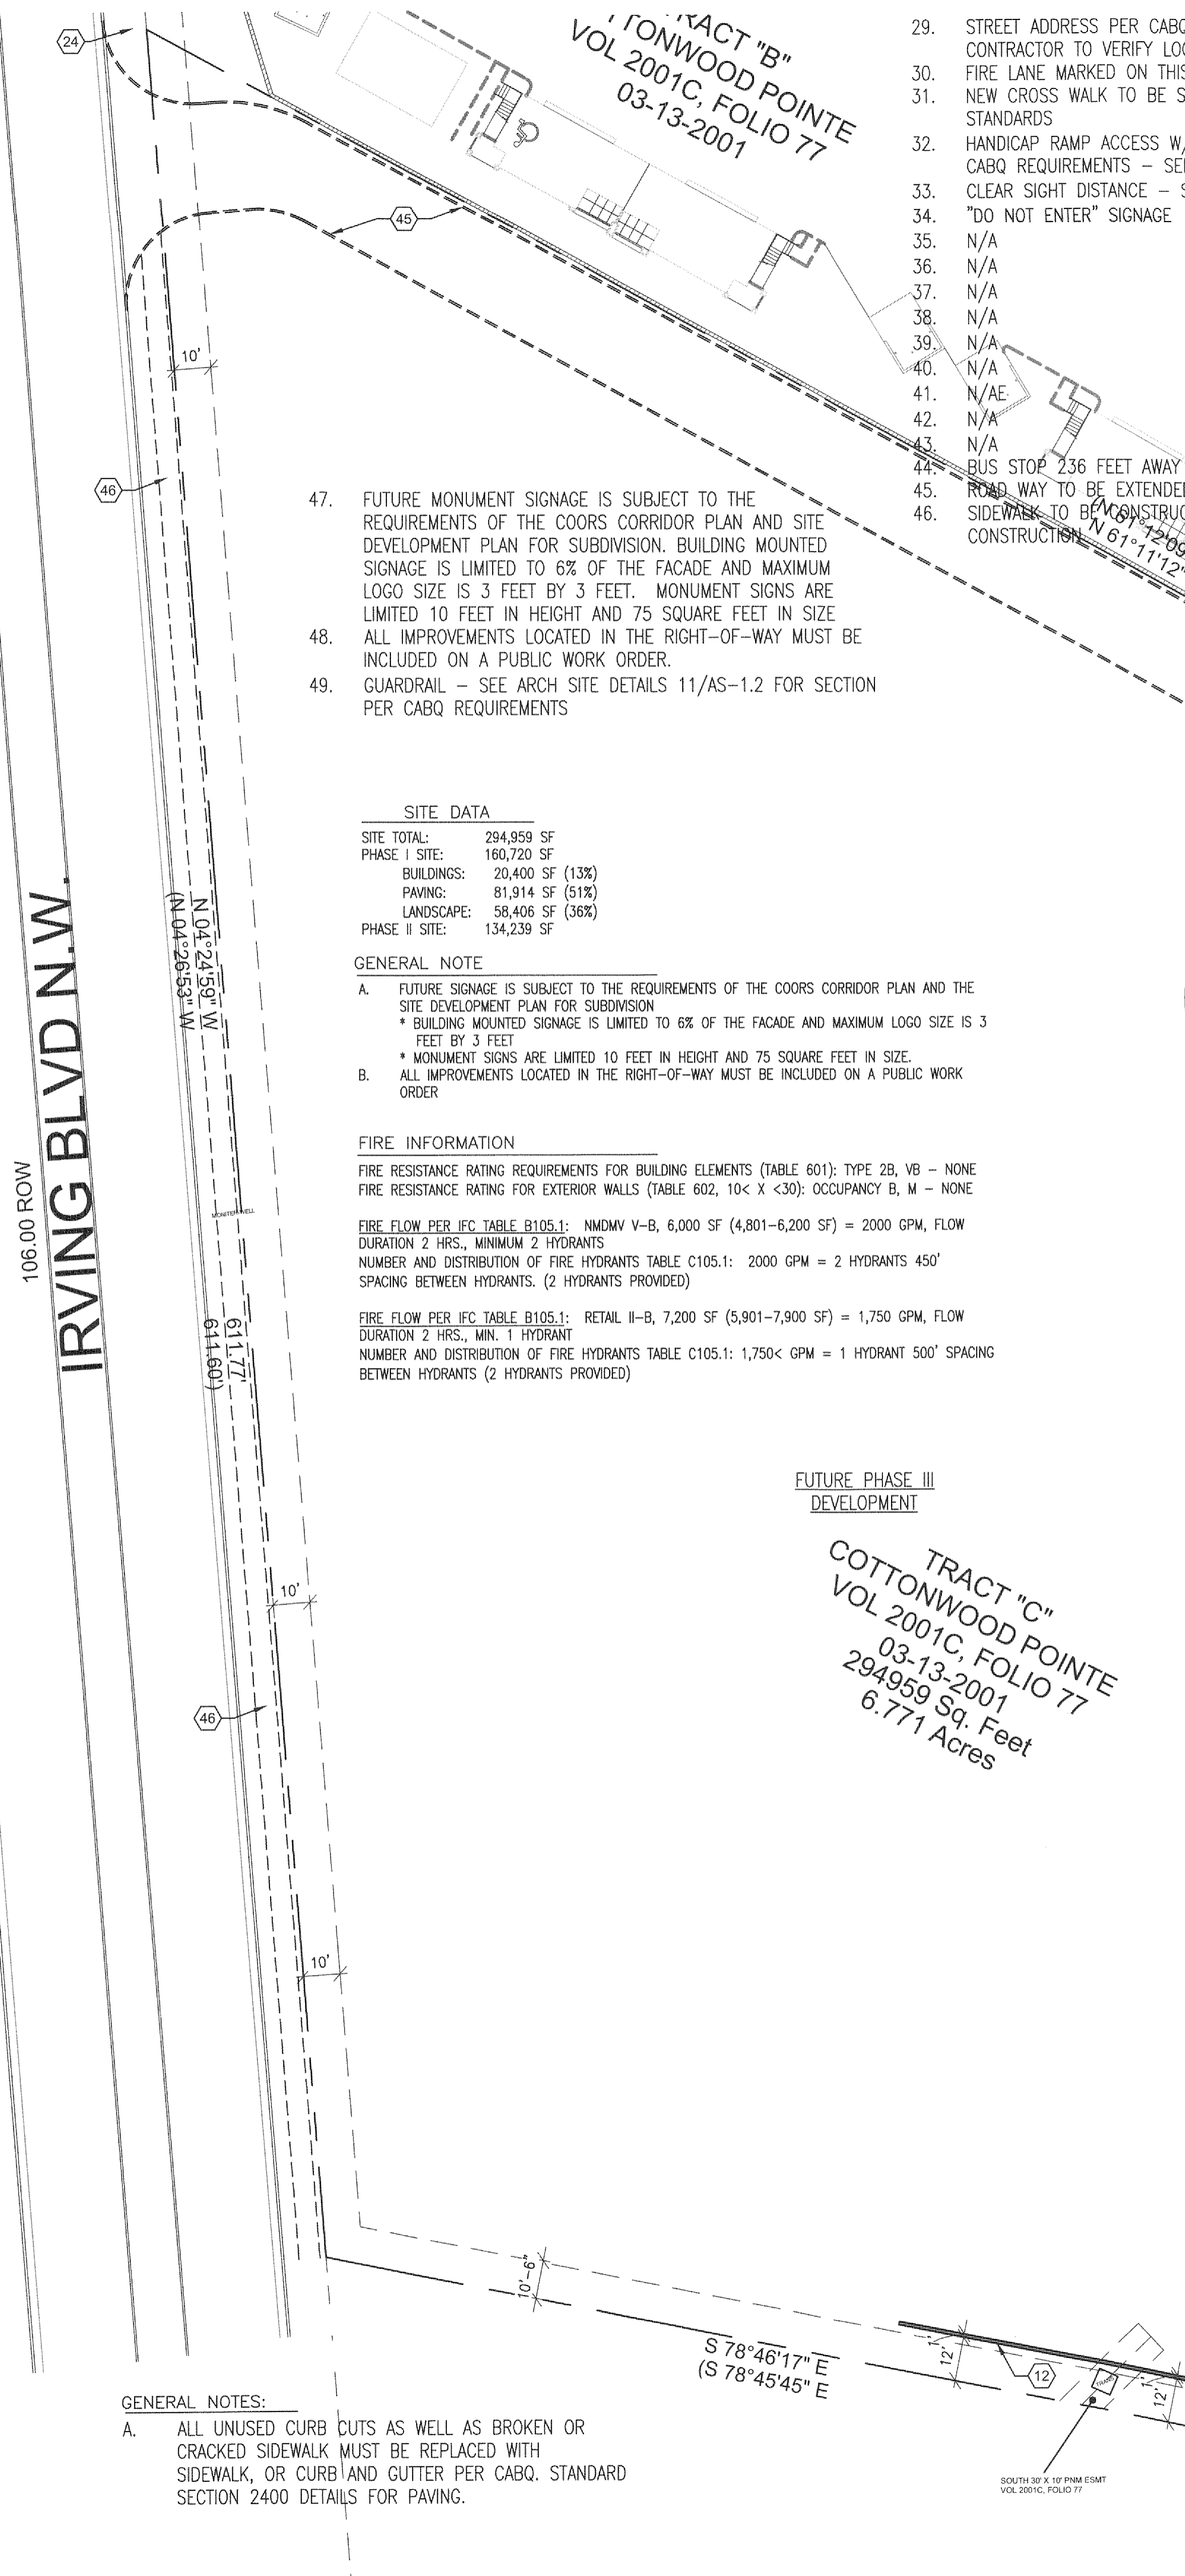 24
TRACT "B"
TTONWOOD POINTE
VOL 2001C, FOLIO 77
03-13-2001
29. STREET ADDRESS PER CABQ
CONTRACTOR TO VERIFY LOC
30. FIRE LANE MARKED ON THIS
31. NEW CROSS WALK TO BE S
STANDARDS
32. HANDICAP RAMP ACCESS W/
CABQ REQUIREMENTS – SEE
33. CLEAR SIGHT DISTANCE – S
34. "DO NOT ENTER" SIGNAGE
35. N/A
36. N/A
37. N/A
38. N/A
39. N/A
40. N/A
41. N/AE
42. N/A
43. N/A
44. BUS STOP 236 FEET AWAY
45. ROAD WAY TO BE EXTENDE
46. SIDEWALK TO BE CONSTRUC
CONSTRUCTION
(N 61°12'09
N 61°11'12"
45
10'
46
47. FUTURE MONUMENT SIGNAGE IS SUBJECT TO THE
REQUIREMENTS OF THE COORS CORRIDOR PLAN AND SITE
DEVELOPMENT PLAN FOR SUBDIVISION. BUILDING MOUNTED
SIGNAGE IS LIMITED TO 6% OF THE FACADE AND MAXIMUM
LOGO SIZE IS 3 FEET BY 3 FEET. MONUMENT SIGNS ARE
LIMITED 10 FEET IN HEIGHT AND 75 SQUARE FEET IN SIZE
48. ALL IMPROVEMENTS LOCATED IN THE RIGHT–OF–WAY MUST BE
INCLUDED ON A PUBLIC WORK ORDER.
49. GUARDRAIL – SEE ARCH SITE DETAILS 11/AS–1.2 FOR SECTION
PER CABQ REQUIREMENTS
SITE DATA
SITE TOTAL: 294,959 SF
PHASE I SITE: 160,720 SF
BUILDINGS: 20,400 SF (13%)
PAVING: 81,914 SF (51%)
LANDSCAPE: 58,406 SF (36%)
PHASE II SITE: 134,239 SF
GENERAL NOTE
A. FUTURE SIGNAGE IS SUBJECT TO THE REQUIREMENTS OF THE COORS CORRIDOR PLAN AND THE
SITE DEVELOPMENT PLAN FOR SUBDIVISION
* BUILDING MOUNTED SIGNAGE IS LIMITED TO 6% OF THE FACADE AND MAXIMUM LOGO SIZE IS 3
FEET BY 3 FEET
* MONUMENT SIGNS ARE LIMITED 10 FEET IN HEIGHT AND 75 SQUARE FEET IN SIZE.
B. ALL IMPROVEMENTS LOCATED IN THE RIGHT–OF–WAY MUST BE INCLUDED ON A PUBLIC WORK
ORDER
FIRE INFORMATION
FIRE RESISTANCE RATING REQUIREMENTS FOR BUILDING ELEMENTS (TABLE 601): TYPE 2B, VB – NONE
FIRE RESISTANCE RATING FOR EXTERIOR WALLS (TABLE 602, 10< X <30): OCCUPANCY B, M – NONE
FIRE FLOW PER IFC TABLE B105.1: NMDMV V–B, 6,000 SF (4,801–6,200 SF) = 2000 GPM, FLOW
DURATION 2 HRS., MINIMUM 2 HYDRANTS
NUMBER AND DISTRIBUTION OF FIRE HYDRANTS TABLE C105.1: 2000 GPM = 2 HYDRANTS 450'
SPACING BETWEEN HYDRANTS. (2 HYDRANTS PROVIDED)
FIRE FLOW PER IFC TABLE B105.1: RETAIL II–B, 7,200 SF (5,901–7,900 SF) = 1,750 GPM, FLOW
DURATION 2 HRS., MIN. 1 HYDRANT
NUMBER AND DISTRIBUTION OF FIRE HYDRANTS TABLE C105.1: 1,750< GPM = 1 HYDRANT 500' SPACING
BETWEEN HYDRANTS (2 HYDRANTS PROVIDED)
N 04°24'59" W
(N 04°26'53" W
IRVING BLVD N.W.
106.00 ROW
MONITER WELL
611.77'
611.60')
FUTURE PHASE III
DEVELOPMENT
TRACT "C"
COTTONWOOD POINTE
VOL 2001C, FOLIO 77
03-13-2001
294959 Sq. Feet
6.771 Acres
10'
46
10'
10'–6"
S 78°46'17" E
(S 78°45'45" E
12'
1'
12
TRANS
1'
12'
SOUTH 30' X 10' PNM ESMT
VOL 2001C, FOLIO 77
GENERAL NOTES:
A. ALL UNUSED CURB CUTS AS WELL AS BROKEN OR
CRACKED SIDEWALK MUST BE REPLACED WITH
SIDEWALK, OR CURB AND GUTTER PER CABQ. STANDARD
SECTION 2400 DETAILS FOR PAVING.